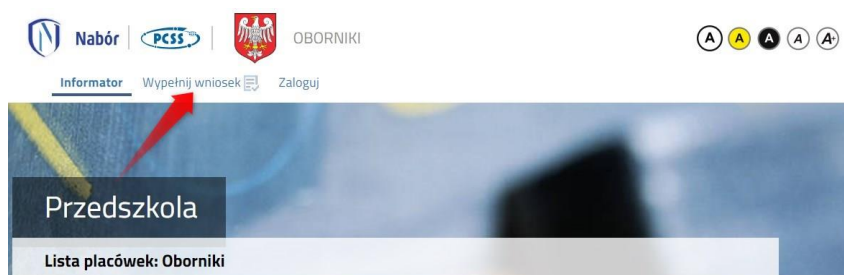 Nabór PCSS OBORNIKI A A A A A+
Informator Wypełnij wniosek Zaloguj
Przedszkola
Lista placówek: Oborniki